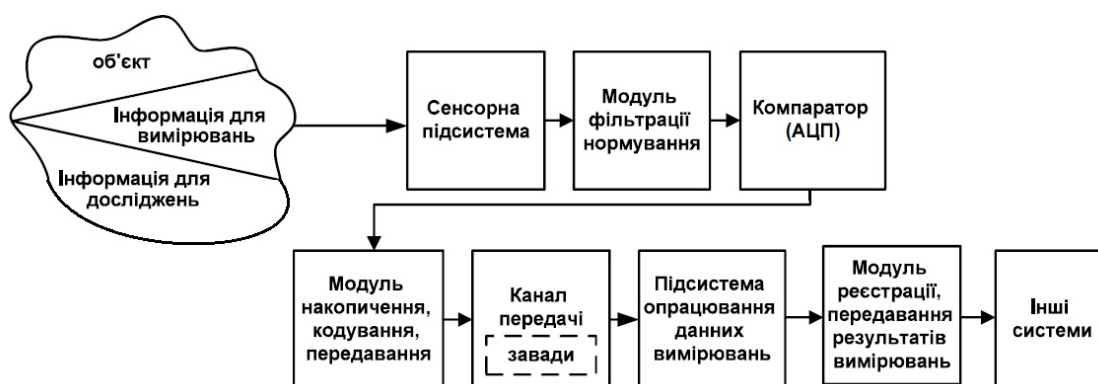 об'єкт
Інформація для
вимірювань
Інформація для
досліджень
Сенсорна
підсистема
Модуль
фільтрації
нормування
Компаратор
(АЦП)
Модуль
накопичення,
кодування,
передавання
Канал
передачі
завади
Підсистема
опрацювання
данних
вимірювань
Модуль
реєстрації,
передавання
результатів
вимірювань
Інші
системи